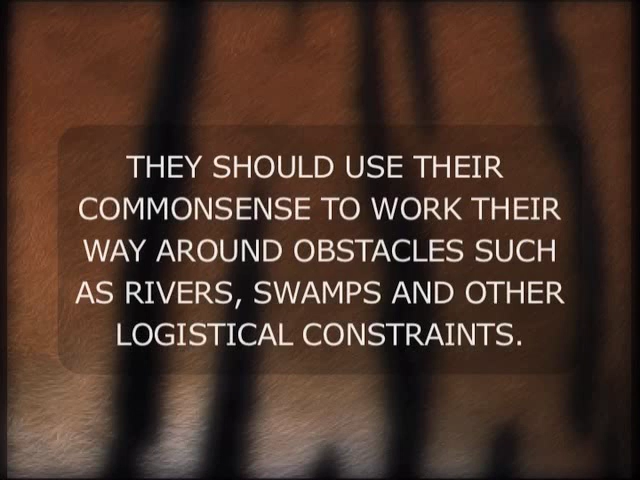 THEY SHOULD USE THEIR
COMMONSENSE TO WORK THEIR
WAY AROUND OBSTACLES SUCH
AS RIVERS, SWAMPS AND OTHER
LOGISTICAL CONSTRAINTS.